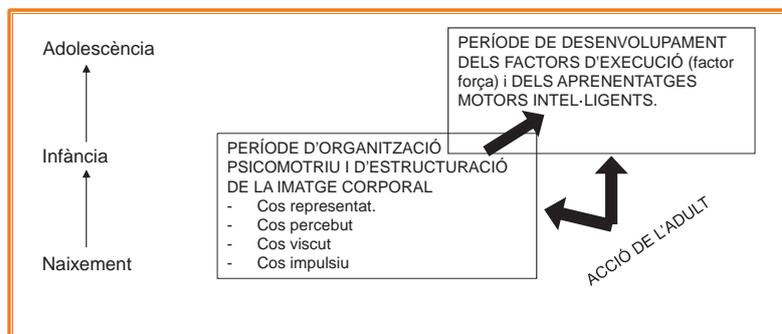 Adolescència
Infància
Naixement
PERÍODE DE DESENVOLUPAMENT
DELS FACTORS D'EXECUCIÓ (factor
força) i DELS APRENENTATGES
MOTORS INTEL·LIGENTS.
PERÍODE D'ORGANITZACIÓ
PSICOMOTRIU I D'ESTRUCTURACIÓ
DE LA IMATGE CORPORAL
- Cos representat.
- Cos percebut
- Cos viscut
- Cos impulsiu
ACCIÓ DE L'ADULT